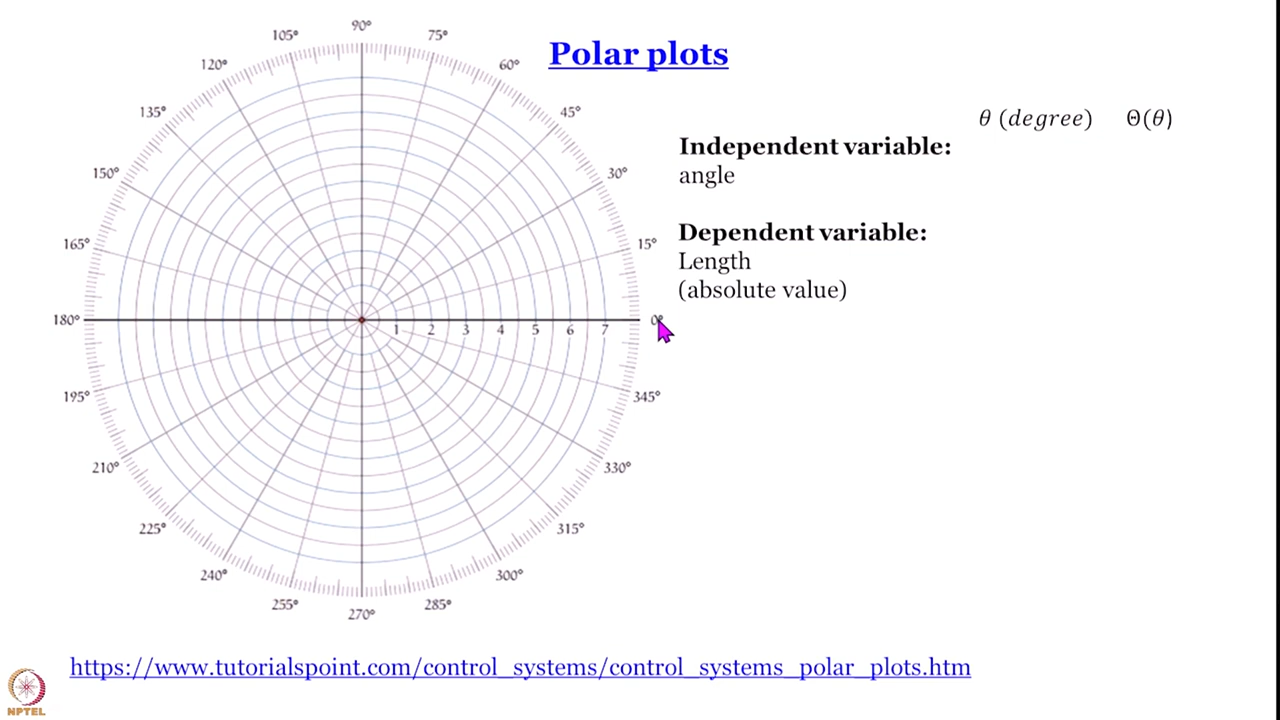 Polar plots
90°
105°
75°
120°
60°
135°
45°
150°
30°
165°
15°
180°
1 2 3 4 5 6 7
0°
195°
345°
210°
330°
225°
315°
240°
300°
255°
285°
270°
θ (degree) Θ(θ)
Independent variable:
angle
Dependent variable:
Length
(absolute value)
https://www.tutorialspoint.com/control_systems/control_systems_polar_plots.htm
NPTEL